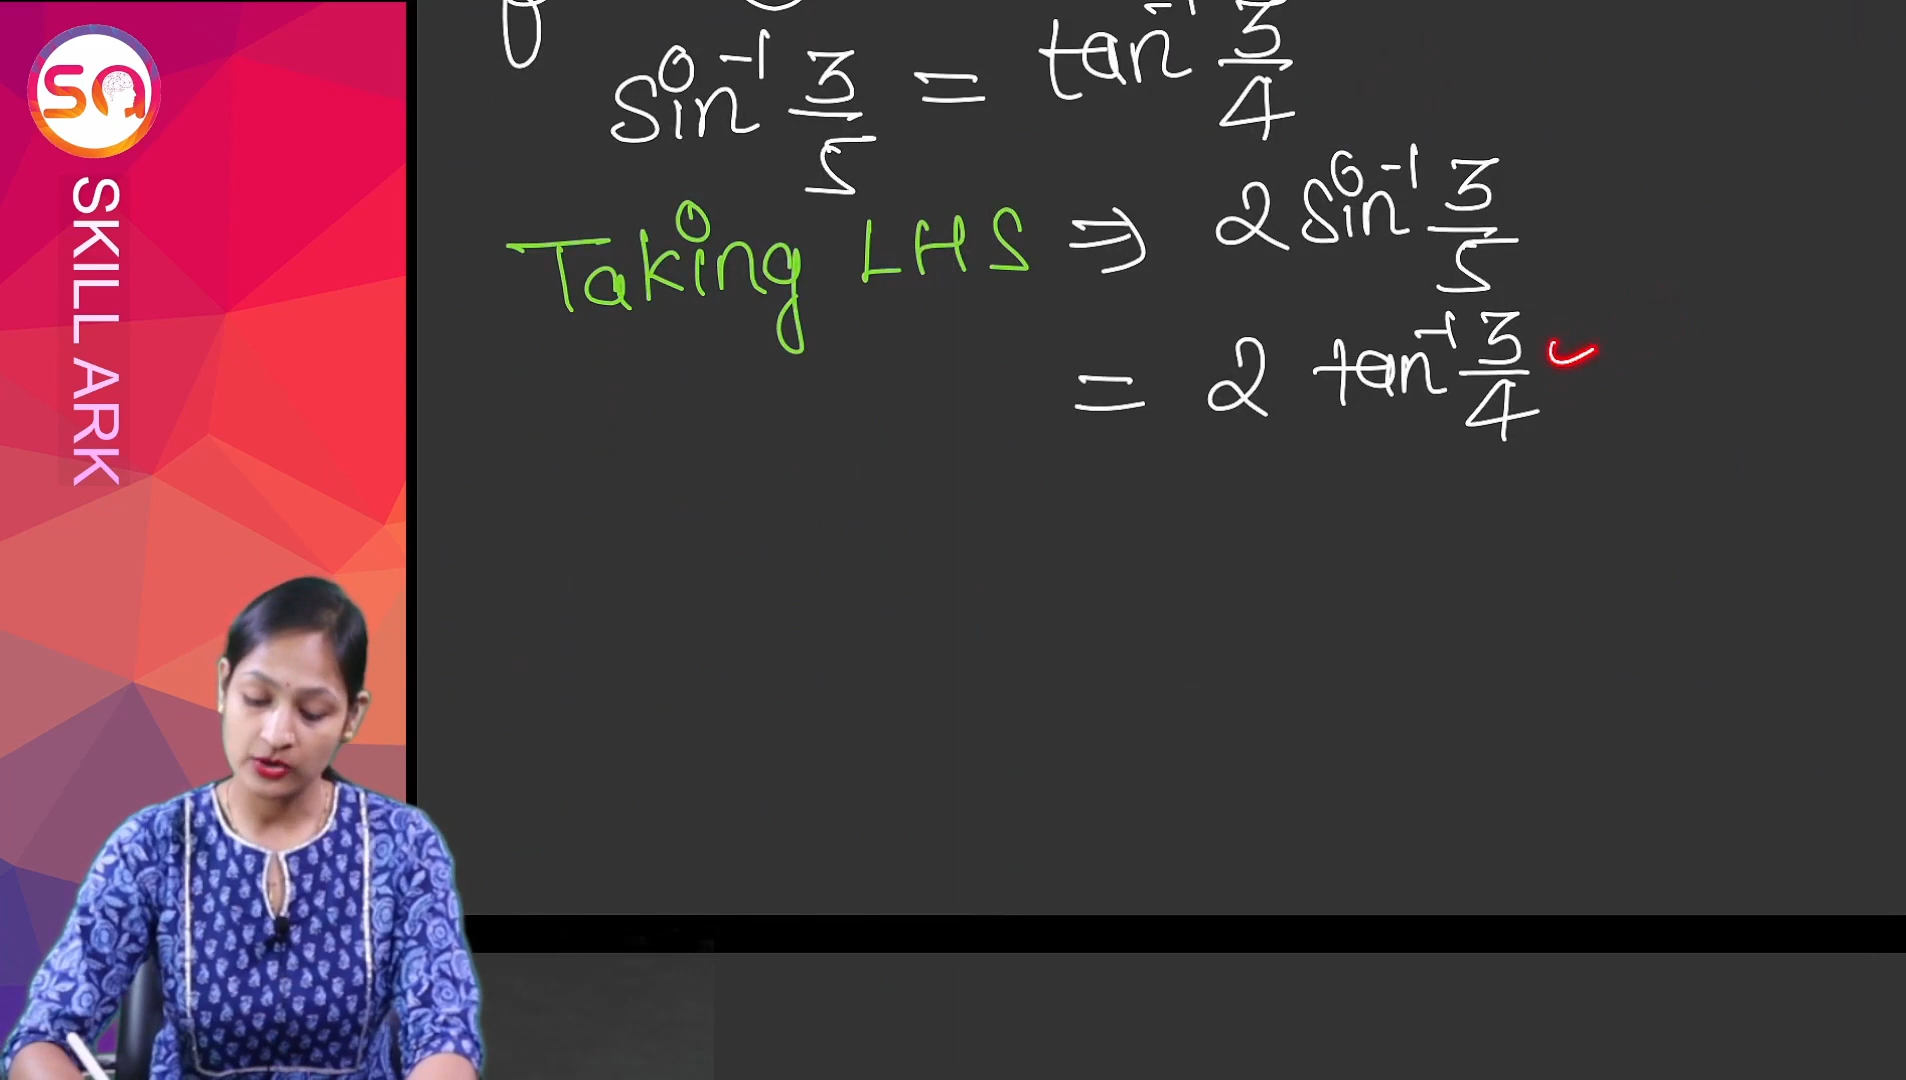 SA
SKILL ARK
sin⁻¹ 3/5 = tan⁻¹ 3/4
Taking LHS ⇒ 2 sin⁻¹ 3/5
= 2 tan⁻¹ 3/4